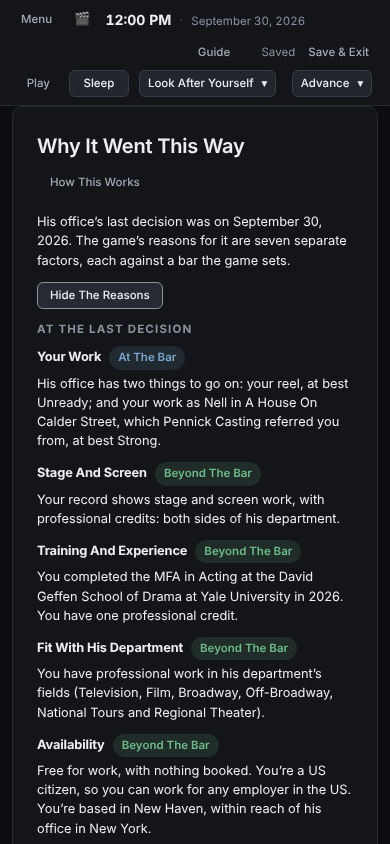 Menu 🎬 12:00 PM · September 30, 2026
Guide Saved Save & Exit
Play Sleep Look After Yourself ▾ Advance ▾
Why It Went This Way
How This Works
His office’s last decision was on September 30,
2026. The game’s reasons for it are seven separate
factors, each against a bar the game sets.
Hide The Reasons
AT THE LAST DECISION
Your Work At The Bar
His office has two things to go on: your reel, at best
Unready; and your work as Nell in A House On
Calder Street, which Pennick Casting referred you
from, at best Strong.
Stage And Screen Beyond The Bar
Your record shows stage and screen work, with
professional credits: both sides of his department.
Training And Experience Beyond The Bar
You completed the MFA in Acting at the David
Geffen School of Drama at Yale University in 2026.
You have one professional credit.
Fit With His Department Beyond The Bar
You have professional work in his department’s
fields (Television, Film, Broadway, Off-Broadway,
National Tours and Regional Theater).
Availability Beyond The Bar
Free for work, with nothing booked. You’re a US
citizen, so you can work for any employer in the US.
You’re based in New Haven, within reach of his
office in New York.